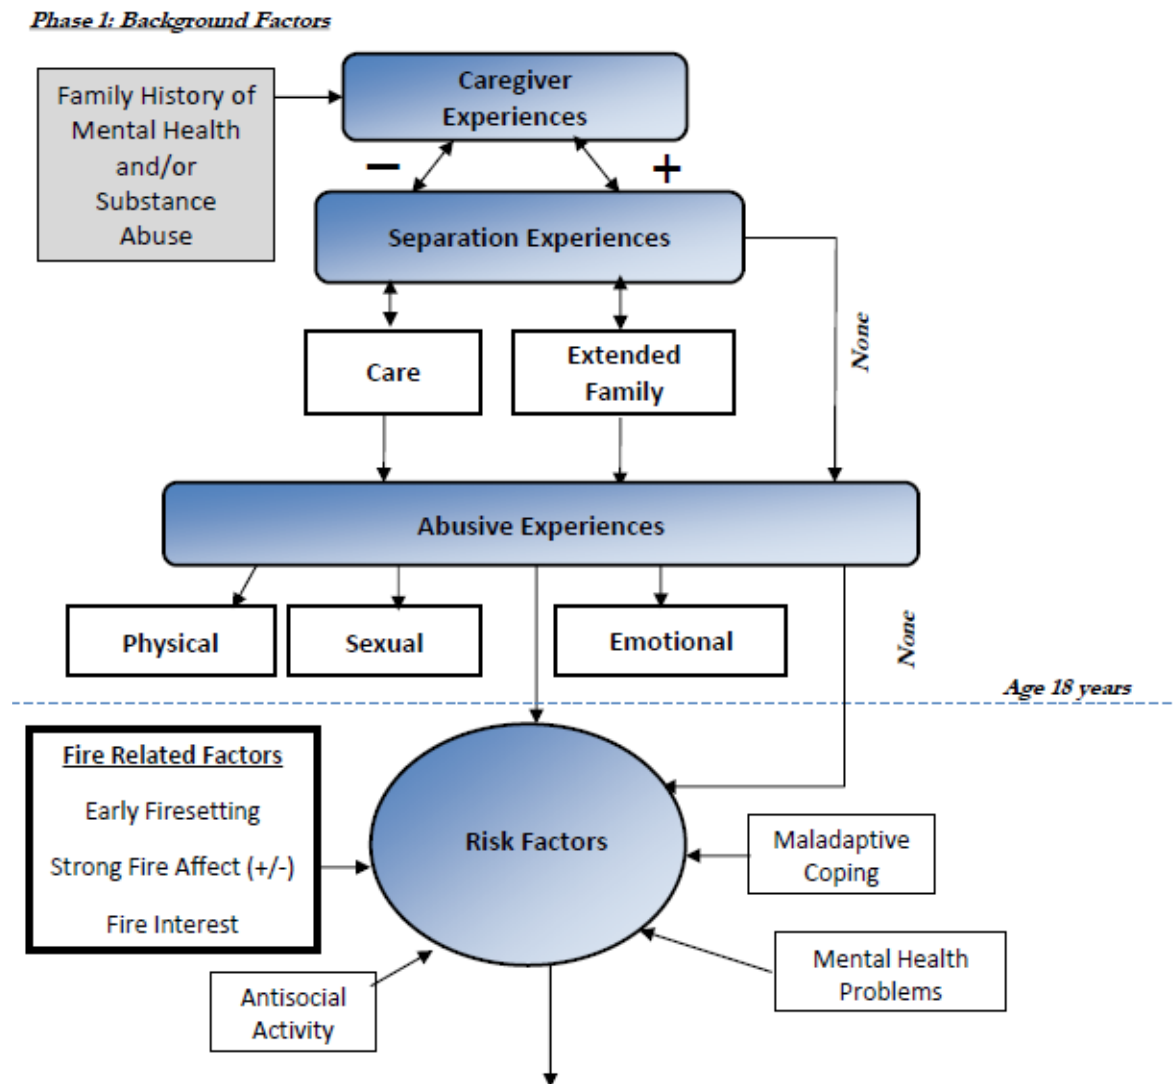 Phase 1: Background Factors
Family History of
Mental Health
and/or
Substance
Abuse
Caregiver
Experiences
−
+
Separation Experiences
None
Care
Extended
Family
Abusive Experiences
None
Physical
Sexual
Emotional
Age 18 years
Fire Related Factors
Early Firesetting
Strong Fire Affect (+/-)
Fire Interest
Risk Factors
Maladaptive
Coping
Mental Health
Problems
Antisocial
Activity